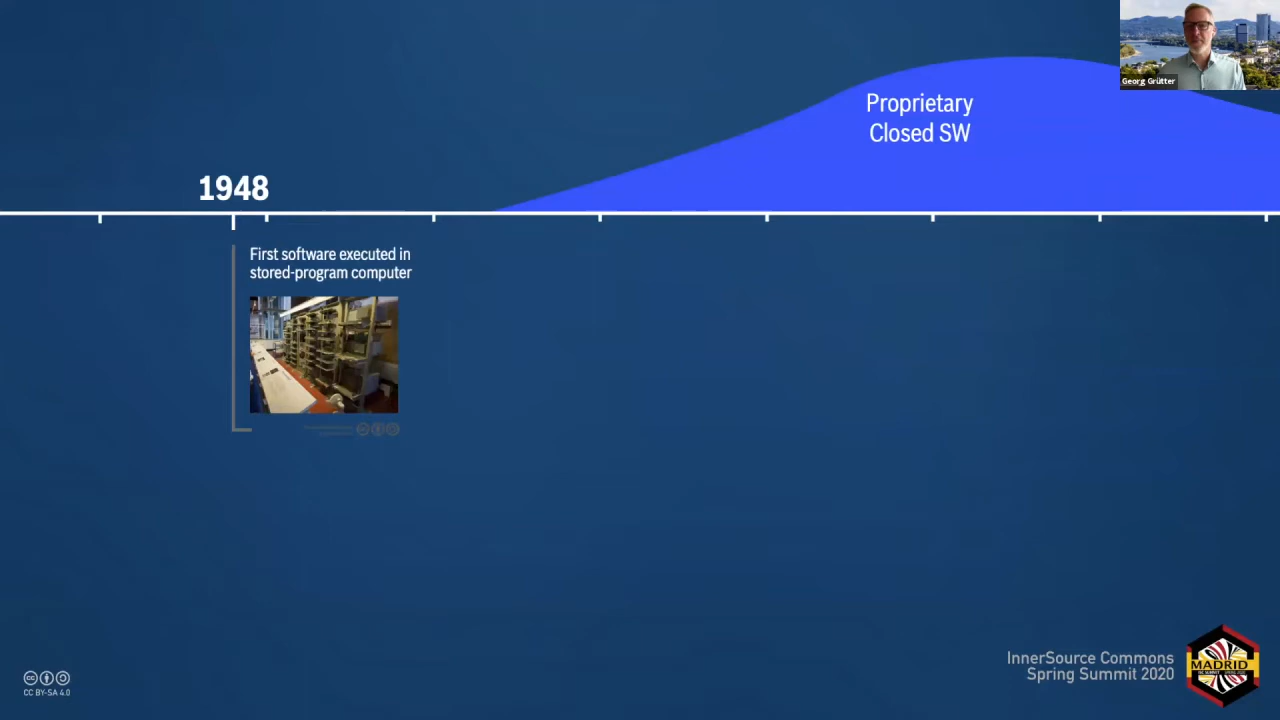 Georg Grütter
Proprietary
Closed SW
1948
First software executed in
stored-program computer
InnerSource Commons
Spring Summit 2020
MADRID
CC BY-SA 4.0